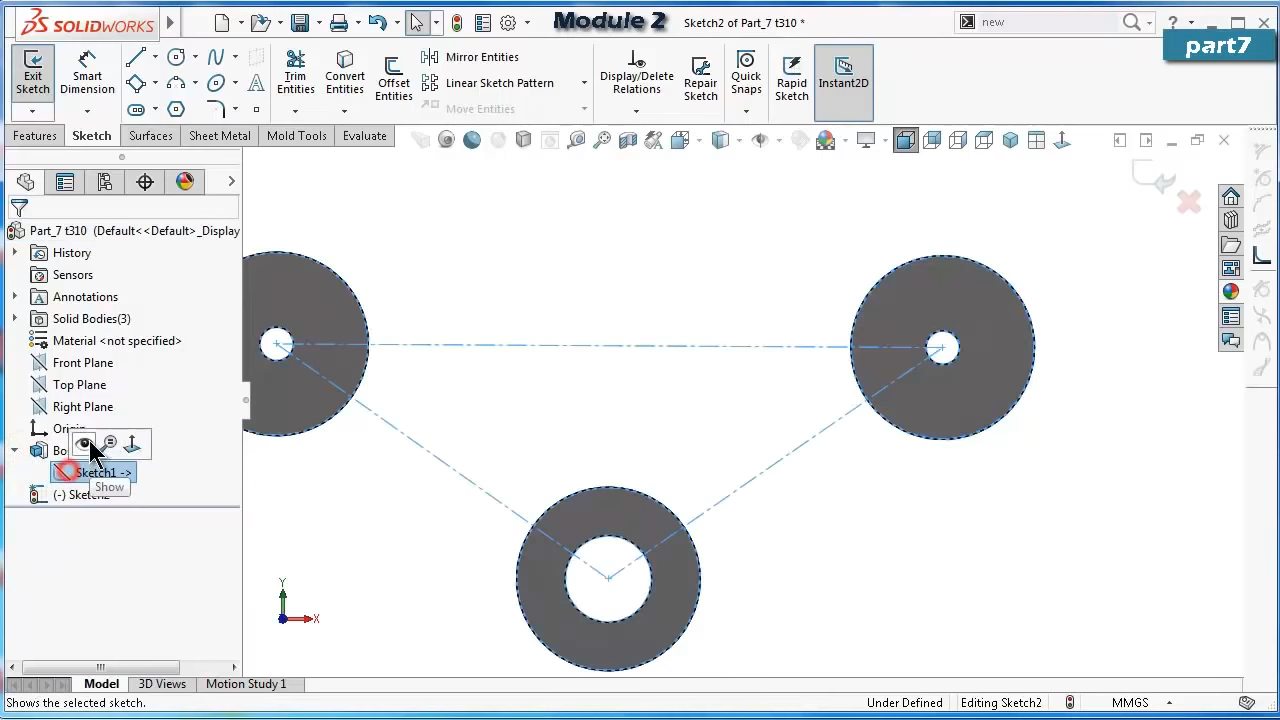 SOLIDWORKS
Module 2
Sketch2 of Part_7 t310 *
new
part7
Exit
Sketch
Smart
Dimension
Trim
Entities
Convert
Entities
Offset
Entities
Mirror Entities
Linear Sketch Pattern
Move Entities
Display/Delete
Relations
Repair
Sketch
Quick
Snaps
Rapid
Sketch
Instant2D
Features
Sketch
Surfaces
Sheet Metal
Mold Tools
Evaluate
Part_7 t310 (Default<<Default>_Display
History
Sensors
Annotations
Solid Bodies(3)
Material <not specified>
Front Plane
Top Plane
Right Plane
Sketch1 ->
Show
Y
X
Model
3D Views
Motion Study 1
Shows the selected sketch.
Under Defined
Editing Sketch2
MMGS